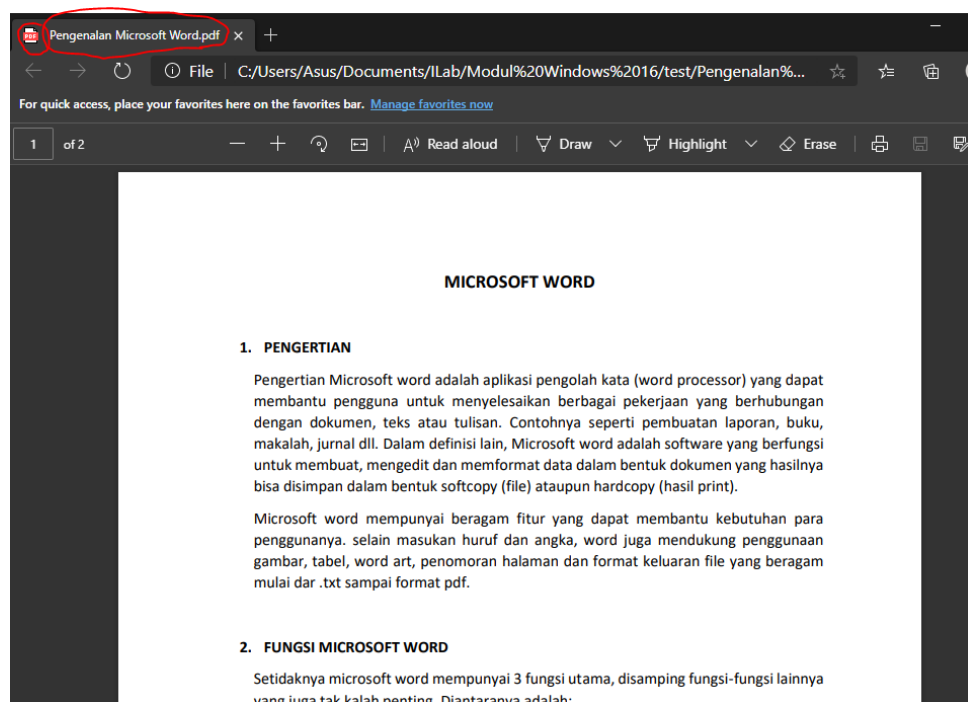 PDF Pengenalan Microsoft Word.pdf
File C:/Users/Asus/Documents/ILab/Modul%20Windows%2016/test/Pengenalan%...
For quick access, place your favorites here on the favorites bar. Manage favorites now
1 of 2 Read aloud Draw Highlight Erase
MICROSOFT WORD
1. PENGERTIAN
Pengertian Microsoft word adalah aplikasi pengolah kata (word processor) yang dapat
membantu pengguna untuk menyelesaikan berbagai pekerjaan yang berhubungan
dengan dokumen, teks atau tulisan. Contohnya seperti pembuatan laporan, buku,
makalah, jurnal dll. Dalam definisi lain, Microsoft word adalah software yang berfungsi
untuk membuat, mengedit dan memformat data dalam bentuk dokumen yang hasilnya
bisa disimpan dalam bentuk softcopy (file) ataupun hardcopy (hasil print).
Microsoft word mempunyai beragam fitur yang dapat membantu kebutuhan para
penggunanya. selain masukan huruf dan angka, word juga mendukung penggunaan
gambar, tabel, word art, penomoran halaman dan format keluaran file yang beragam
mulai dar .txt sampai format pdf.
2. FUNGSI MICROSOFT WORD
Setidaknya microsoft word mempunyai 3 fungsi utama, disamping fungsi-fungsi lainnya
yang juga tak kalah penting. Diantaranya adalah: